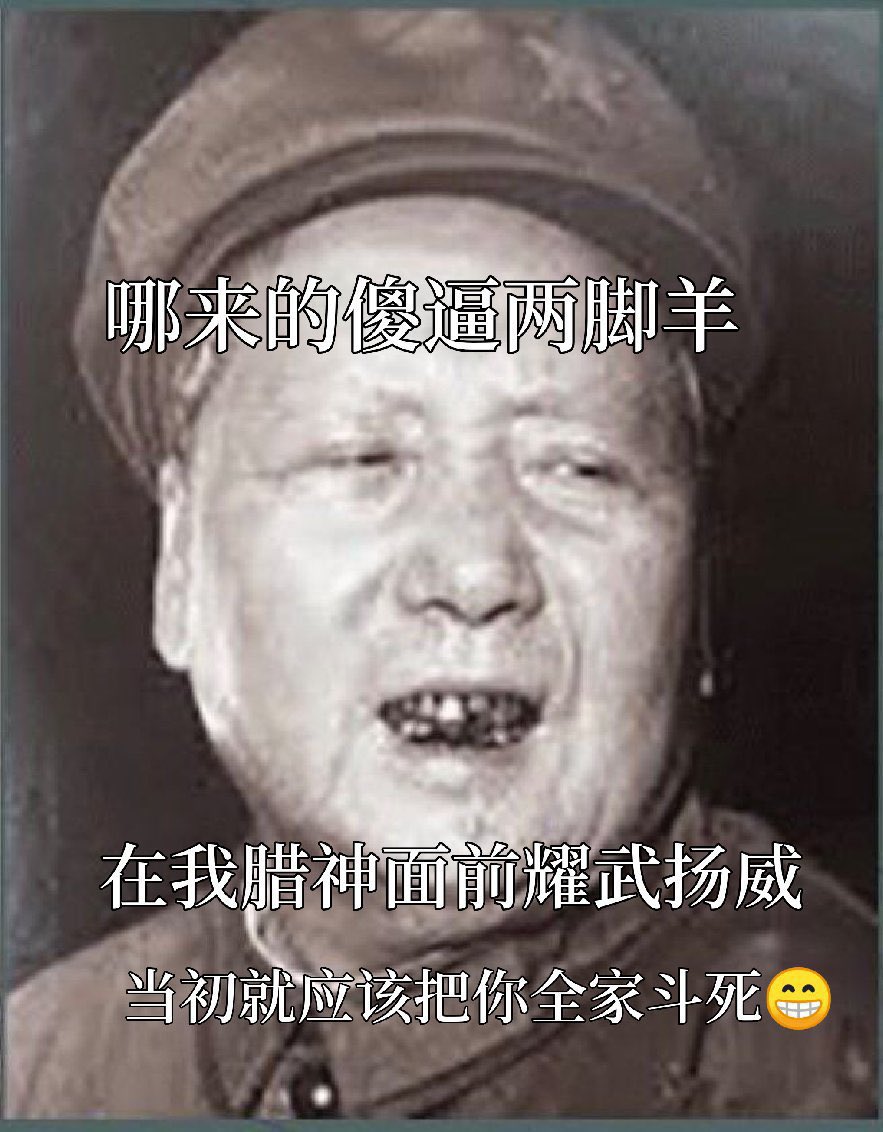 哪来的傻逼两脚羊
在我腊神面前耀武扬威
当初就应该把你全家斗死😁